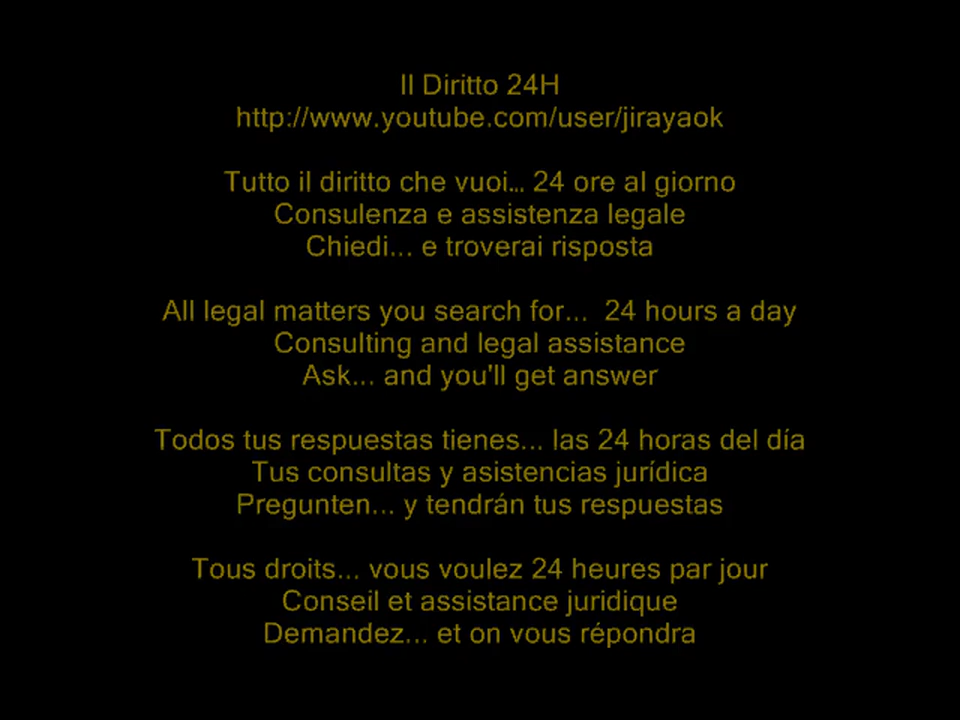 Il Diritto 24H
http://www.youtube.com/user/jirayaok
Tutto il diritto che vuoi... 24 ore al giorno
Consulenza e assistenza legale
Chiedi... e troverai risposta
All legal matters you search for...  24 hours a day
Consulting and legal assistance
Ask... and you'll get answer
Todos tus respuestas tienes... las 24 horas del día
Tus consultas y asistencias jurídica
Pregunten... y tendrán tus respuestas
Tous droits... vous voulez 24 heures par jour
Conseil et assistance juridique
Demandez... et on vous répondra